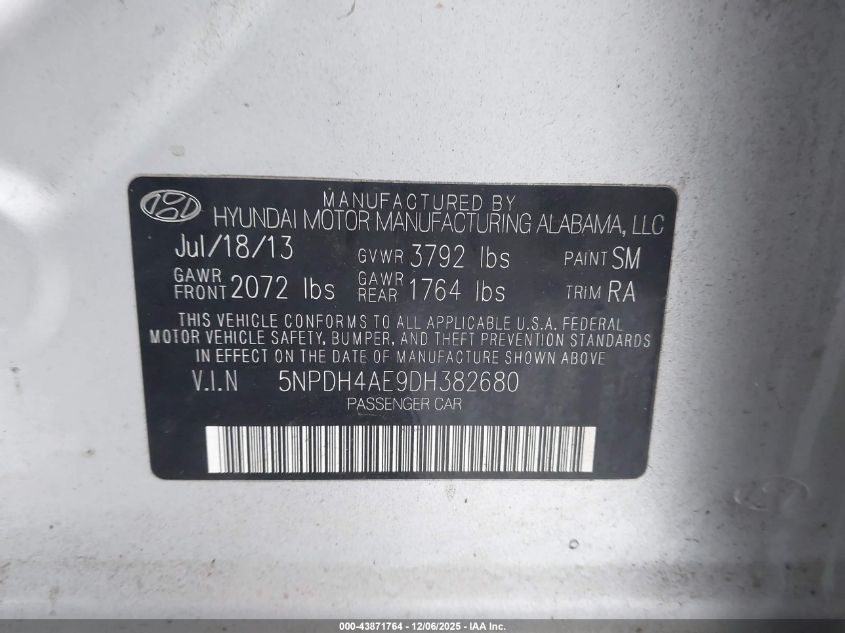 MANUFACTURED BY
HYUNDAI MOTOR MANUFACTURING ALABAMA, LLC
Jul/18/13 GVWR 3792 lbs PAINT SM
GAWR FRONT 2072 lbs GAWR REAR 1764 lbs TRIM RA
THIS VEHICLE CONFORMS TO ALL APPLICABLE U.S.A. FEDERAL
MOTOR VEHICLE SAFETY, BUMPER, AND THEFT PREVENTION STANDARDS
IN EFFECT ON THE DATE OF MANUFACTURE SHOWN ABOVE.
V.I.N 5NPDH4AE9DH382680
PASSENGER CAR
000-43871764 - 12/06/2025 - IAA Inc.